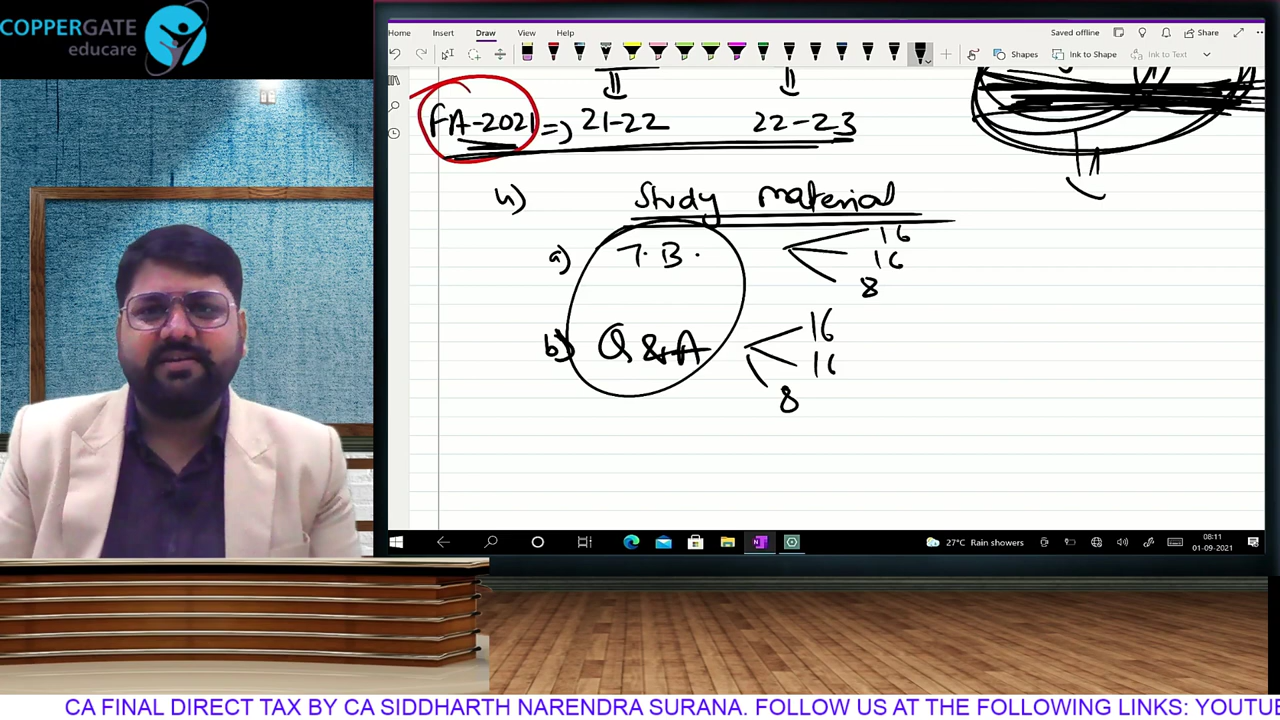 COPPERGATE
educare
Home Insert Draw View Help
Saved offline
Share
Shapes
Ink to Shape
Ink to Text
FA-2021 => 21-22 22-23
4) Study material
a) T.B. 16
16
8
b) Q & A 16
16
8
27°C Rain showers
08:11
01-09-2021
CA FINAL DIRECT TAX BY CA SIDDHARTH NARENDRA SURANA. FOLLOW US AT THE FOLLOWING LINKS: YOUTUBE